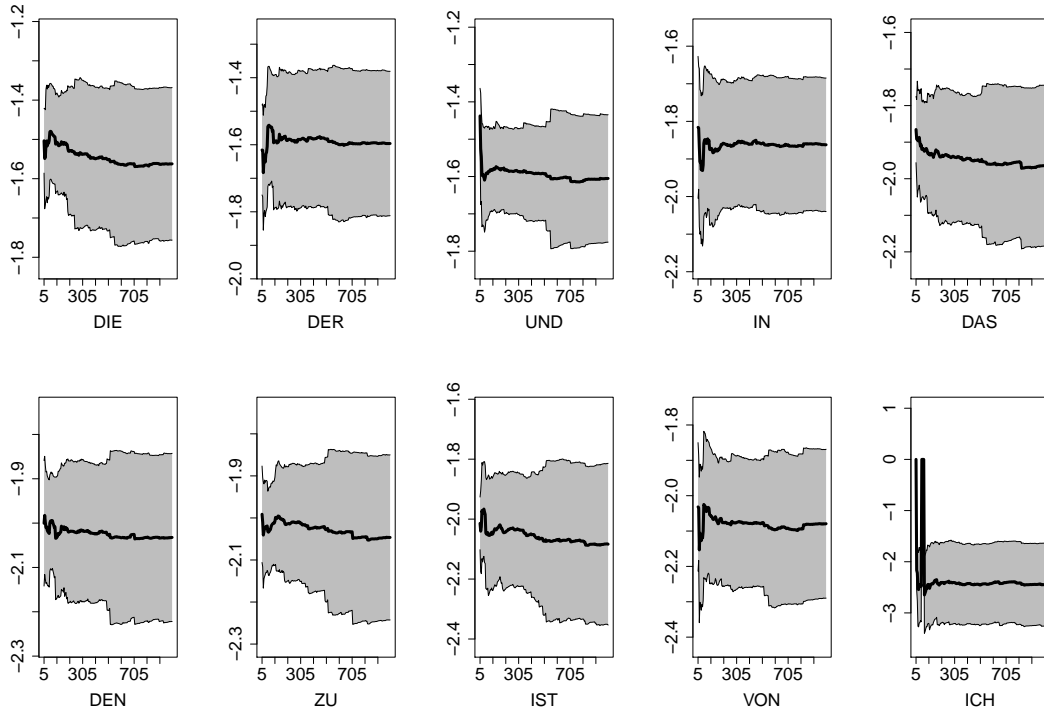 −1.8 −1.6 −1.4 −1.2
5 305 705
DIE
−2.0 −1.8 −1.6 −1.4
5 305 705
DER
−1.8 −1.6 −1.4 −1.2
5 305 705
UND
−2.2 −2.0 −1.8 −1.6
5 305 705
IN
−2.2 −2.0 −1.8 −1.6
5 305 705
DAS
−2.3 −2.1 −1.9
5 305 705
DEN
−2.3 −2.1 −1.9
5 305 705
ZU
−2.4 −2.2 −2.0 −1.8 −1.6
5 305 705
IST
−2.4 −2.2 −2.0 −1.8
5 305 705
VON
−3 −2 −1 0 1
5 305 705
ICH